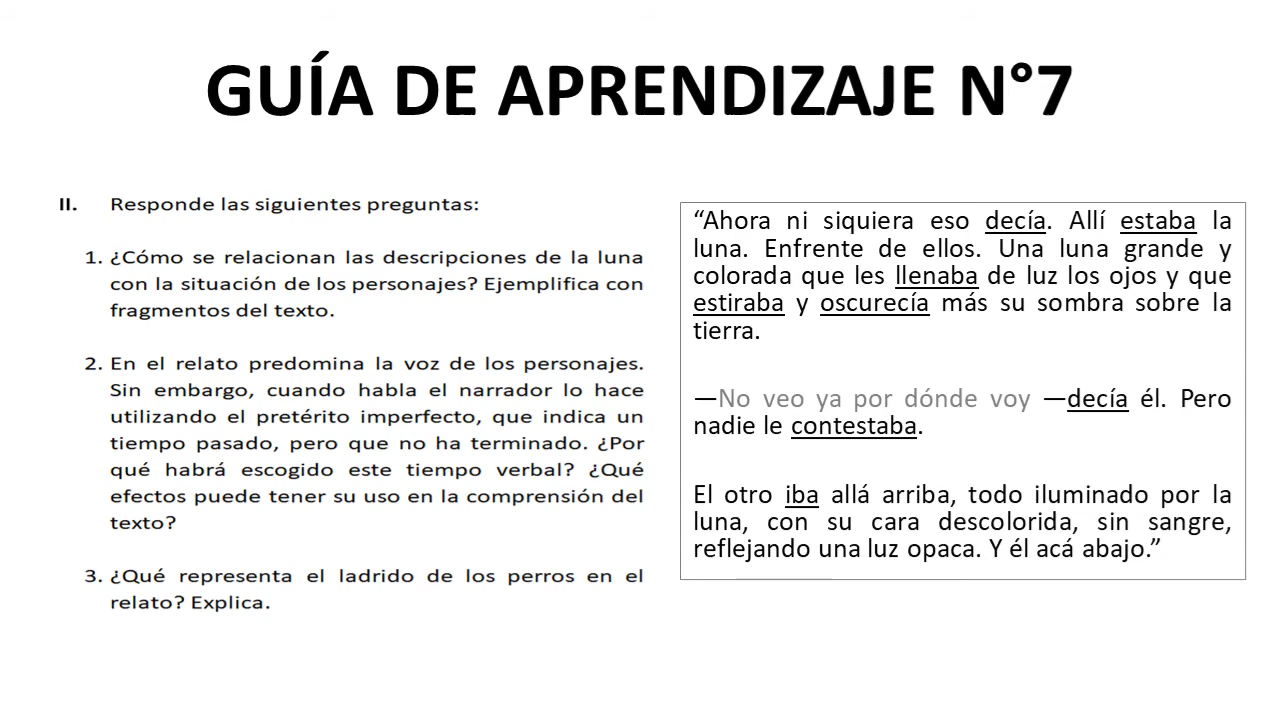 GUÍA DE APRENDIZAJE N°7
II. Responde las siguientes preguntas:
1. ¿Cómo se relacionan las descripciones de la luna
con la situación de los personajes? Ejemplifica con
fragmentos del texto.
2. En el relato predomina la voz de los personajes.
Sin embargo, cuando habla el narrador lo hace
utilizando el pretérito imperfecto, que indica un
tiempo pasado, pero que no ha terminado. ¿Por
qué habrá escogido este tiempo verbal? ¿Qué
efectos puede tener su uso en la comprensión del
texto?
3. ¿Qué representa el ladrido de los perros en el
relato? Explica.
“Ahora ni siquiera eso decía. Allí estaba la
luna. Enfrente de ellos. Una luna grande y
colorada que les llenaba de luz los ojos y que
estiraba y oscurecía más su sombra sobre la
tierra.
—No veo ya por dónde voy —decía él. Pero
nadie le contestaba.
El otro iba allá arriba, todo iluminado por la
luna, con su cara descolorida, sin sangre,
reflejando una luz opaca. Y él acá abajo.”